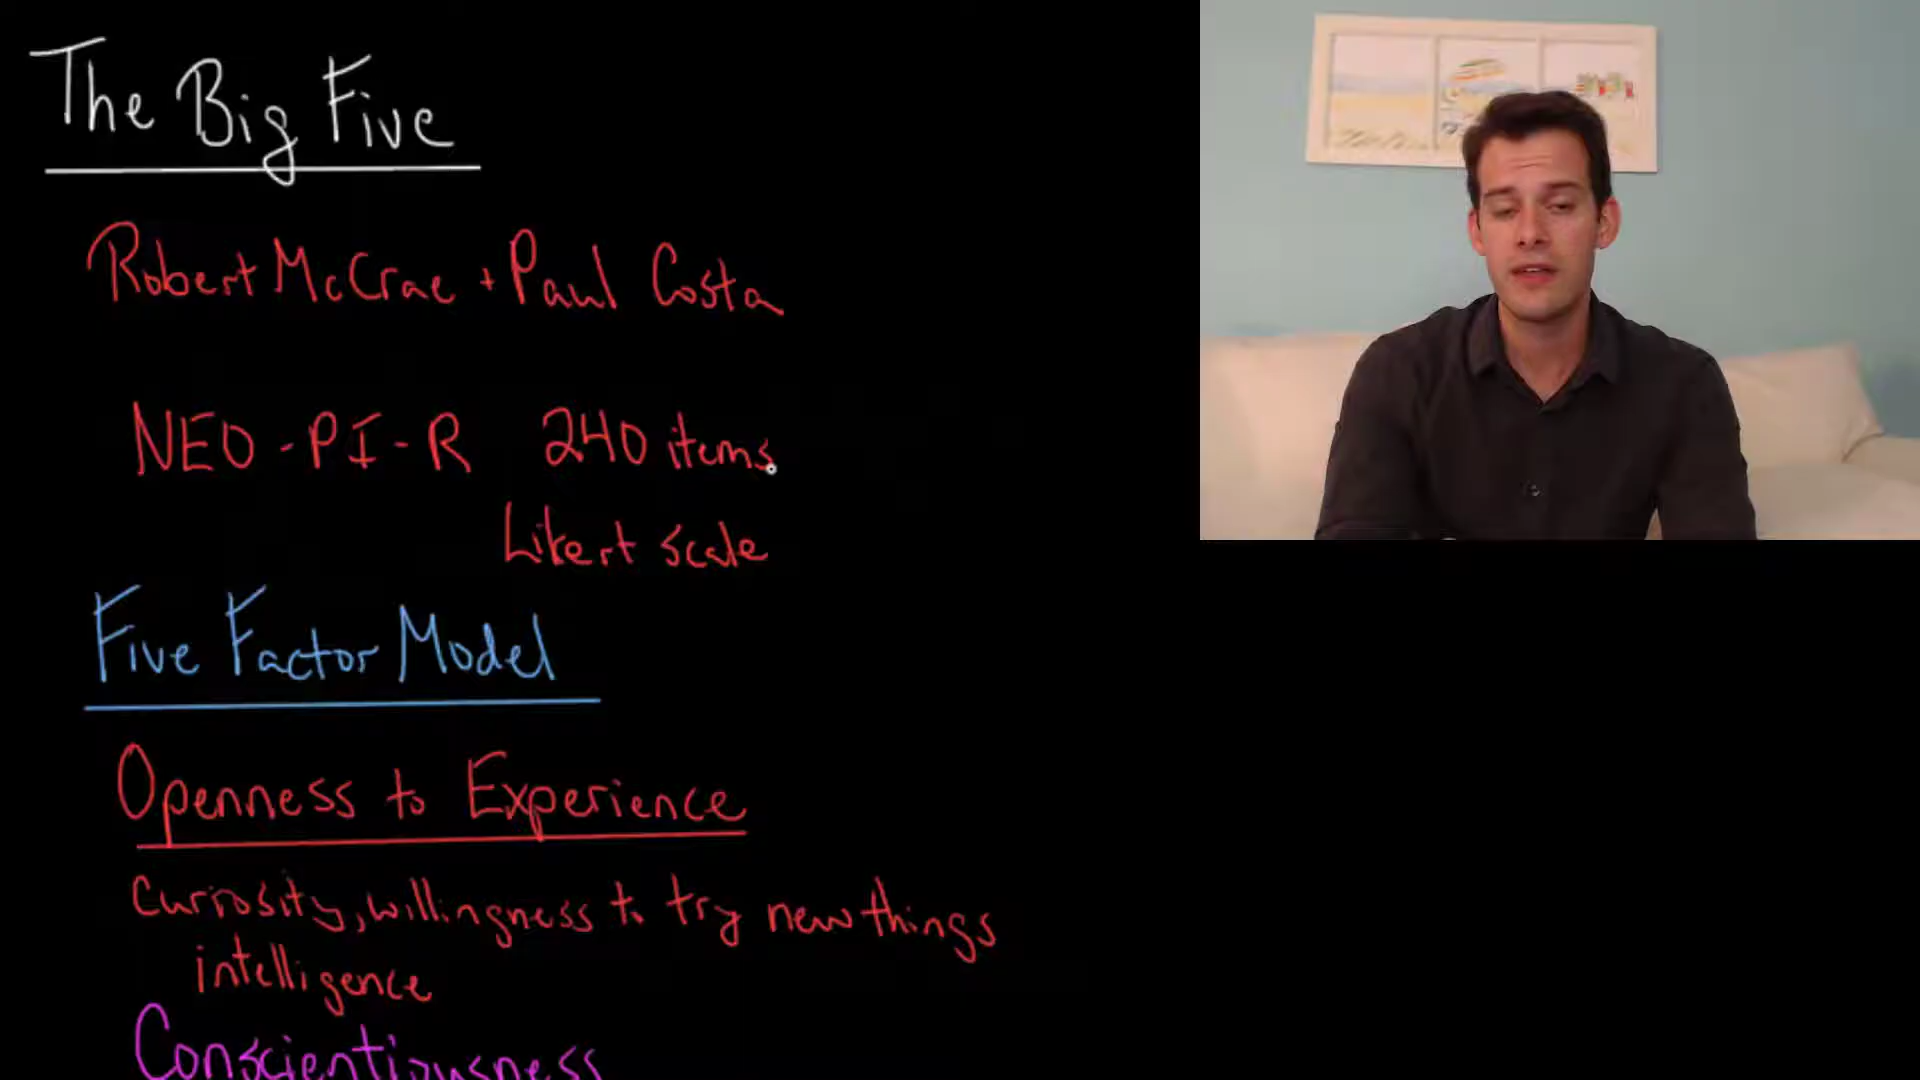 The Big Five
Robert McCrae + Paul Costa
NEO-PI-R 240 items
Likert scale
Five Factor Model
Openness to Experience
Curiosity, willingness to try new things
intelligence
Conscientiousness